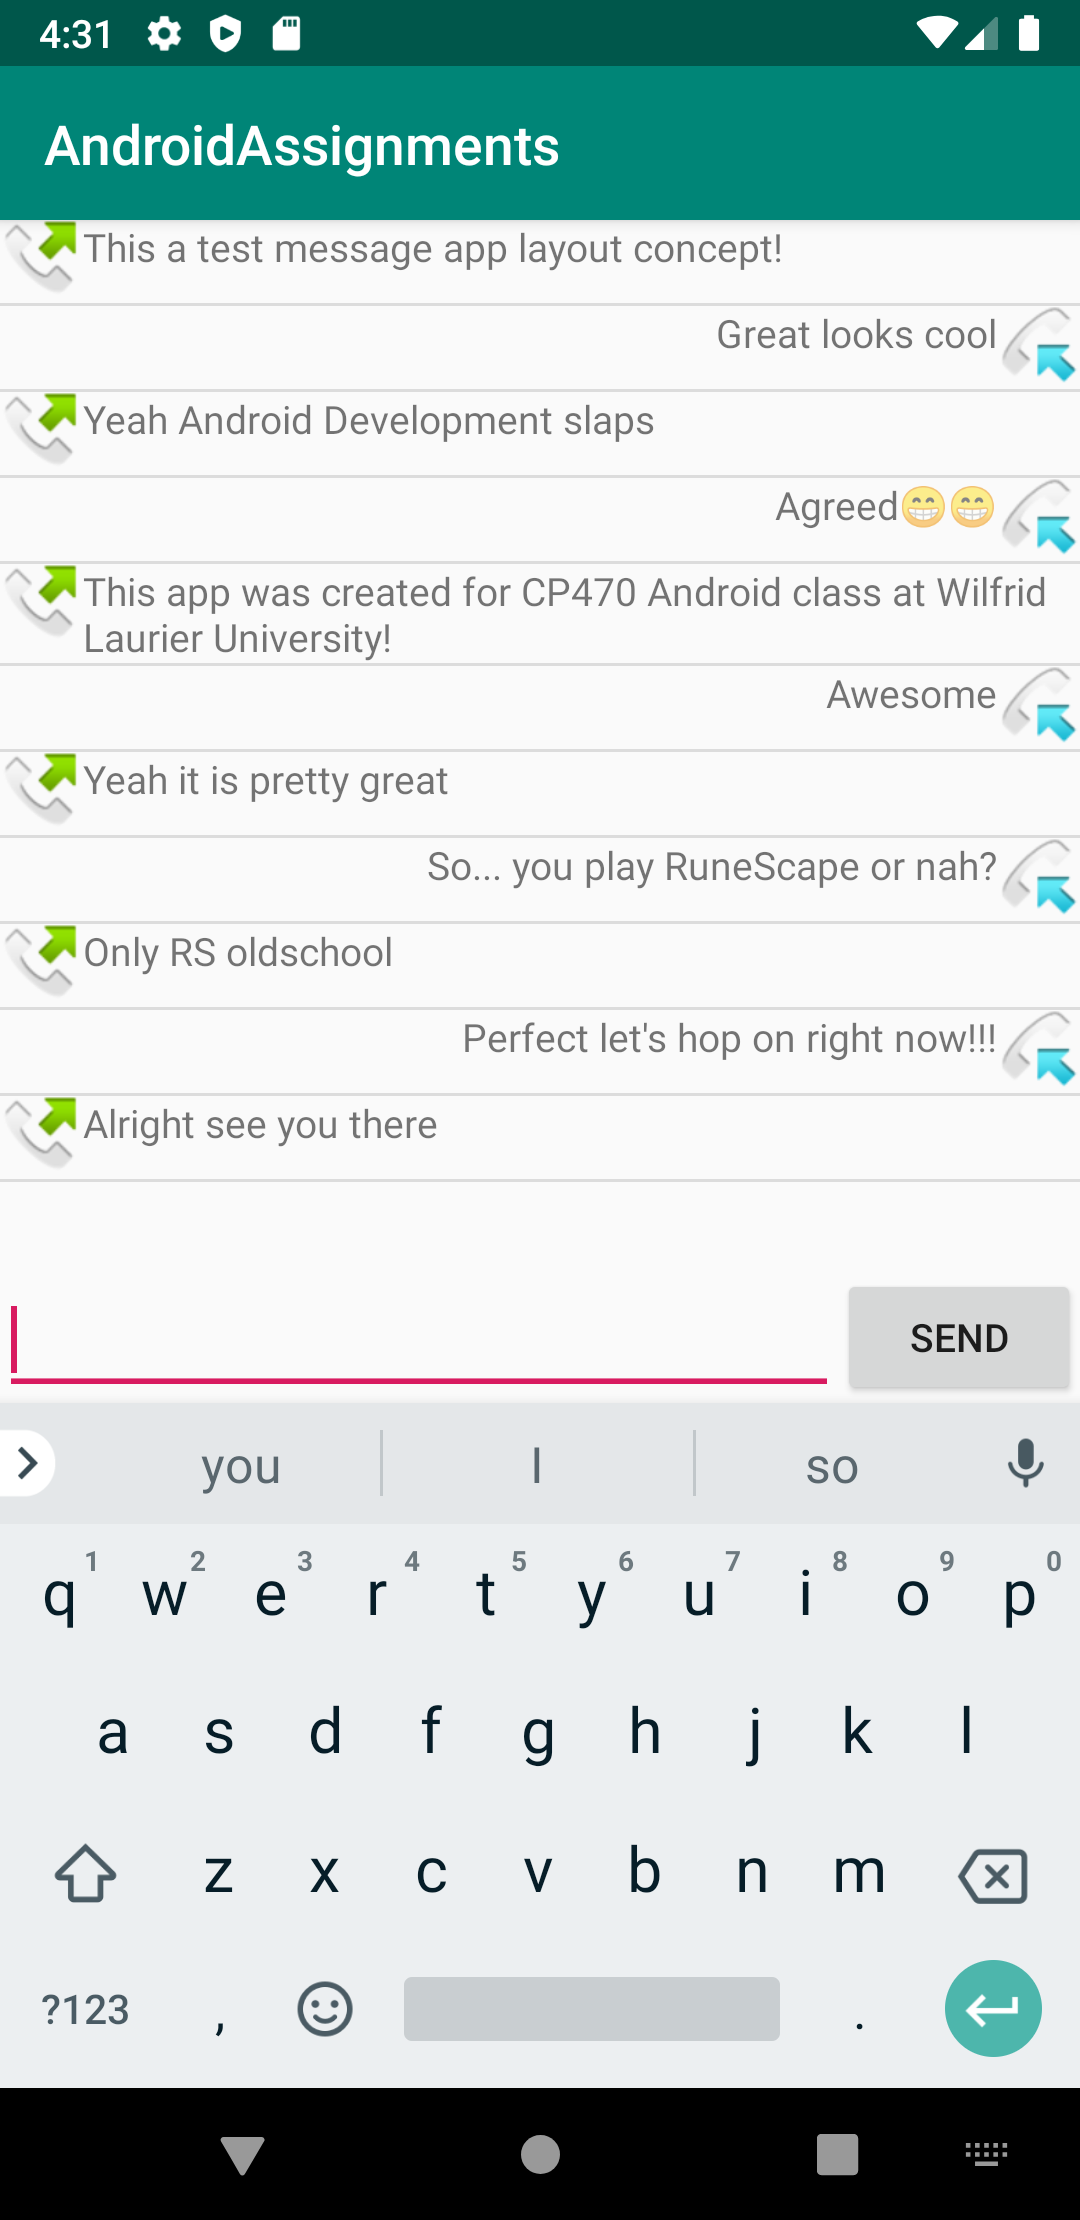 4:31
AndroidAssignments
This a test message app layout concept!
Great looks cool
Yeah Android Development slaps
Agreed😁😁
This app was created for CP470 Android class at Wilfrid
Laurier University!
Awesome
Yeah it is pretty great
So... you play RuneScape or nah?
Only RS oldschool
Perfect let's hop on right now!!!
Alright see you there
SEND
you I so
1 2 3 4 5 6 7 8 9 0
q w e r t y u i o p
a s d f g h j k l
z x c v b n m
?123 , .